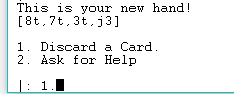 This is your new hand!
[8t,7t,3t,j3]
1. Discard a Card.
2. Ask for Help
|: 1.